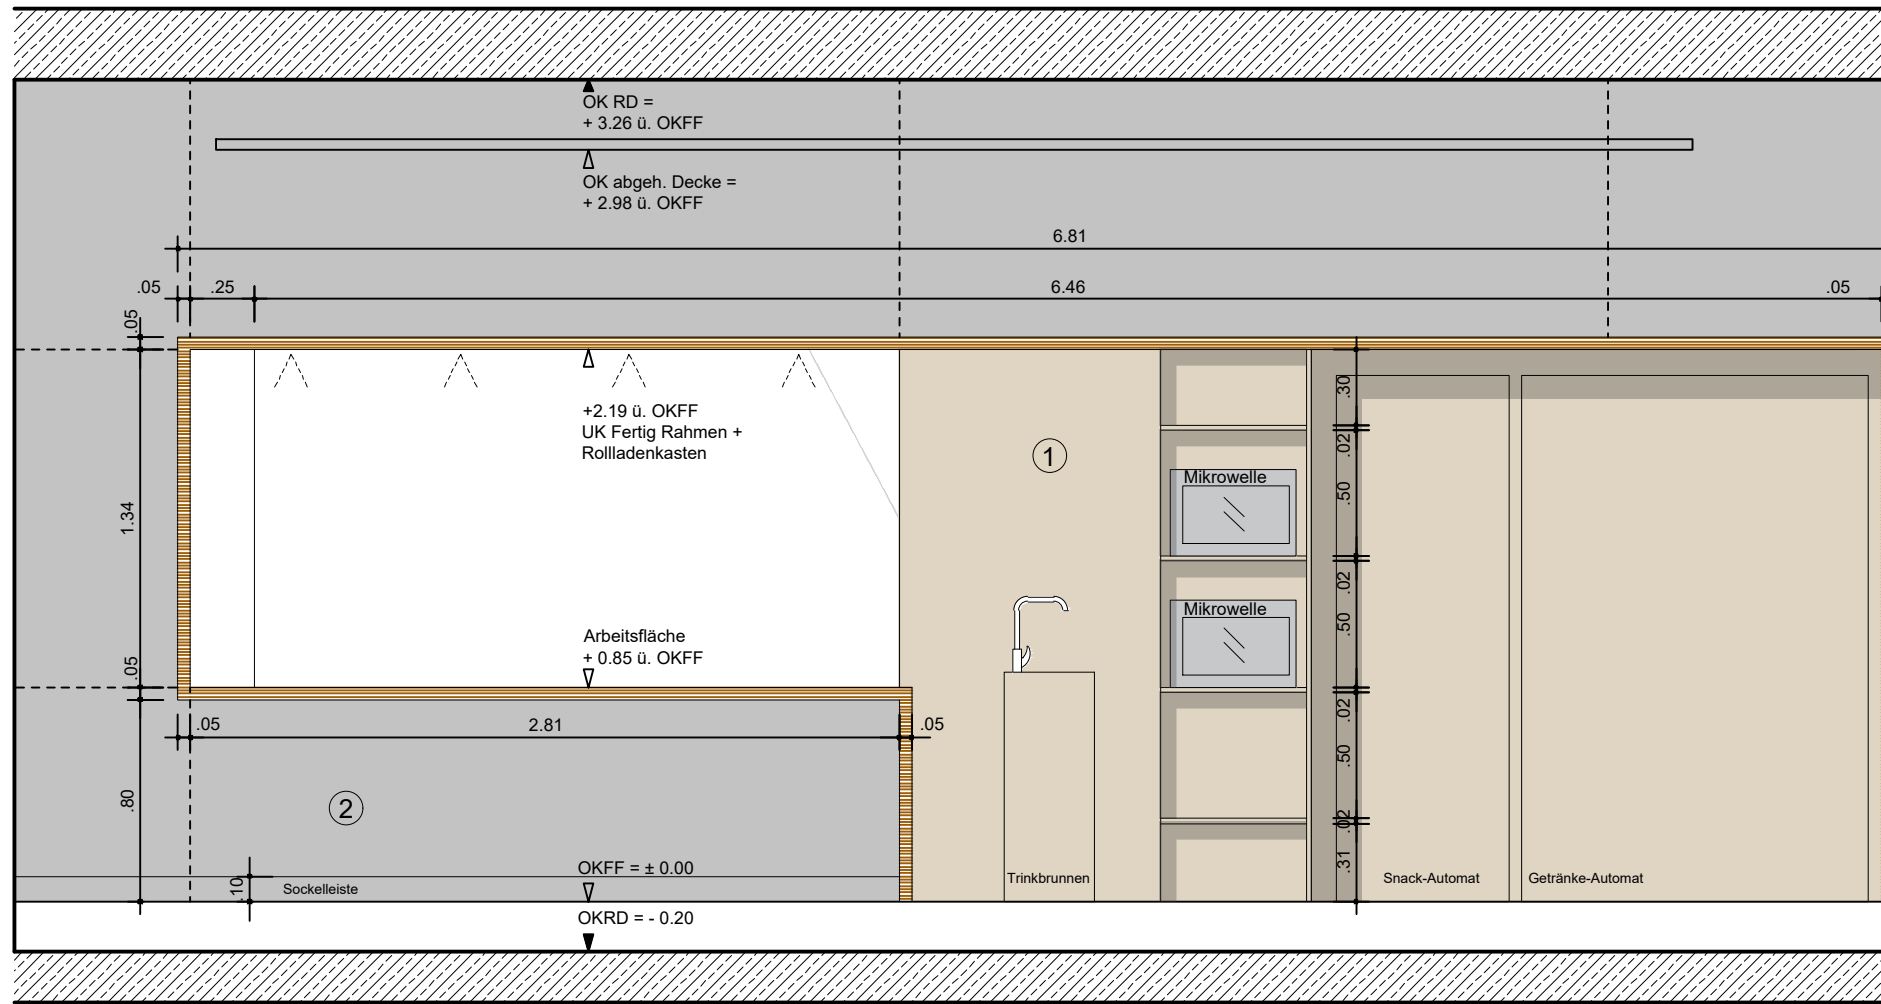 OK RD =
+ 3.26 ü. OKFF
OK abgeh. Decke =
+ 2.98 ü. OKFF
6.81
.05
.25
6.46
.05
.05
1.34
.05
.80
.10
+2.19 ü. OKFF
UK Fertig Rahmen +
Rollladenkasten
Arbeitsfläche
+ 0.85 ü. OKFF
.05
2.81
.05
1
2
Mikrowelle
Mikrowelle
.30
.02
.50
.02
.50
.02
.50
.02
.31
Sockelleiste
OKFF = ± 0.00
OKRD = - 0.20
Trinkbrunnen
Snack-Automat
Getränke-Automat